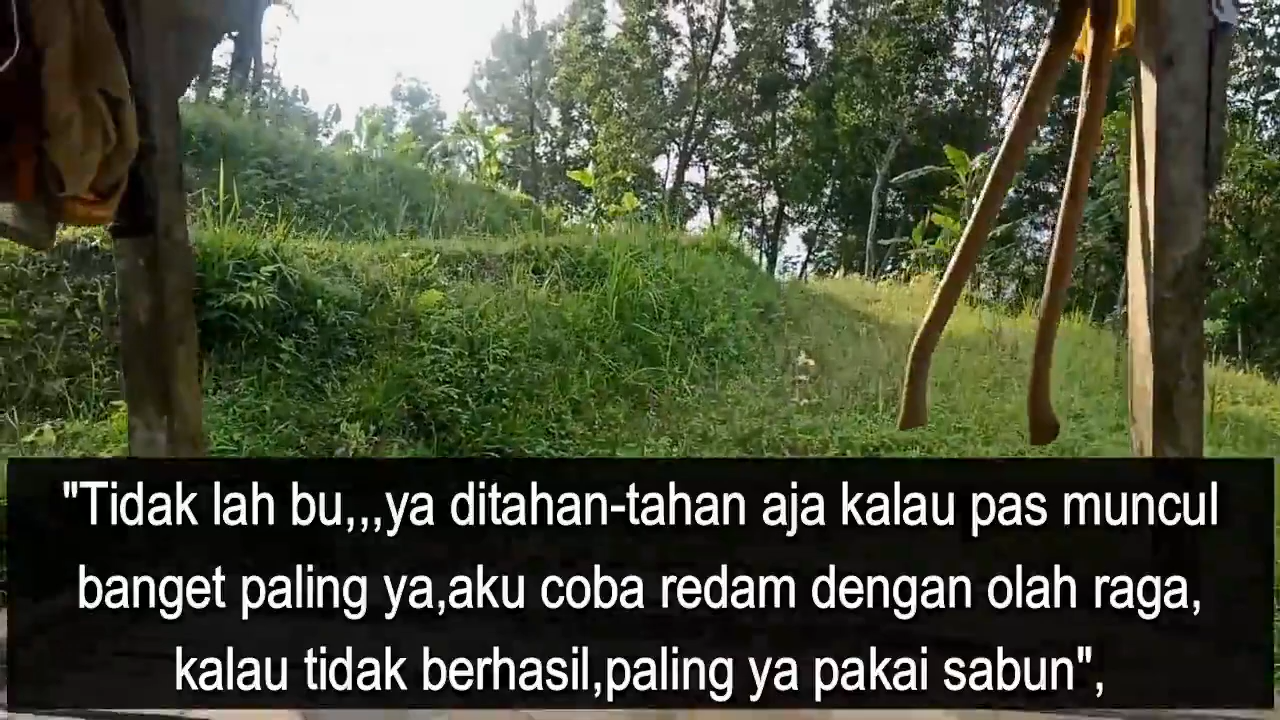 "Tidak lah bu,,,ya ditahan-tahan aja kalau pas muncul
banget paling ya,aku coba redam dengan olah raga,
kalau tidak berhasil,paling ya pakai sabun",